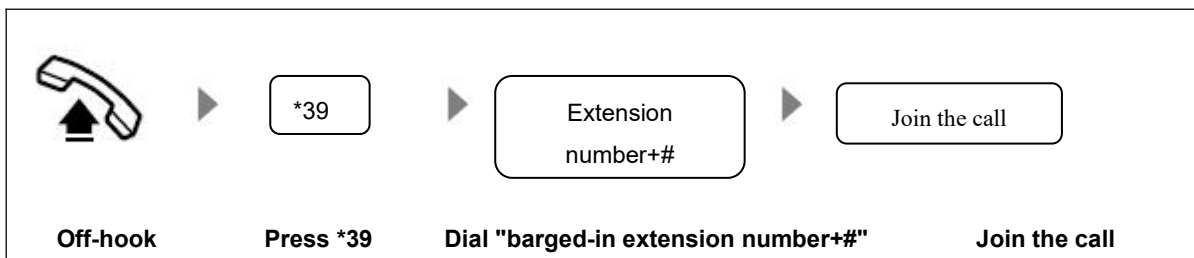 *39
Extension
number+#
Join the call
Off-hook
Press *39
Dial "barged-in extension number+#"
Join the call